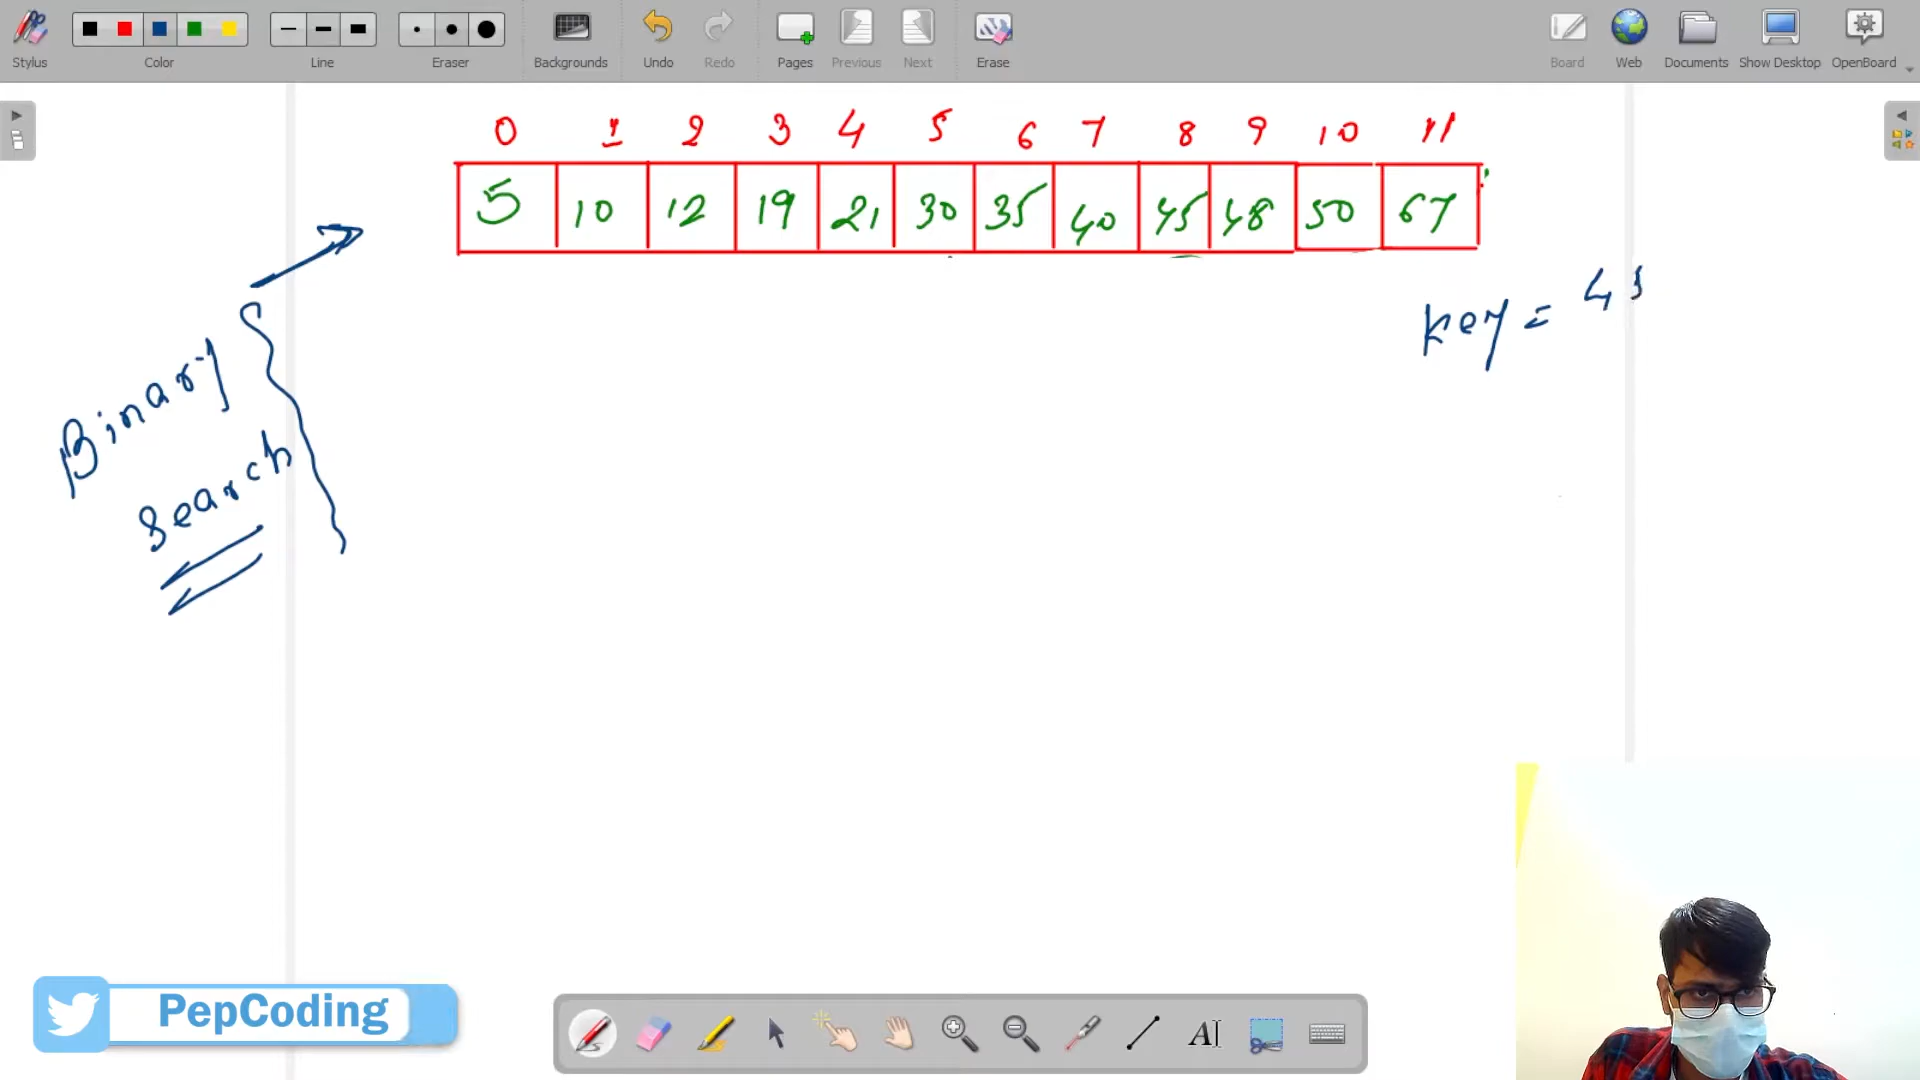 Stylus Color Line Eraser Backgrounds Undo Redo Pages Previous Next Erase Board Web Documents Show Desktop OpenBoard
0 1 2 3 4 5 6 7 8 9 10 11
5 10 12 19 21 30 35 40 45 48 50 67
key =
Binary
Search
PepCoding
AI